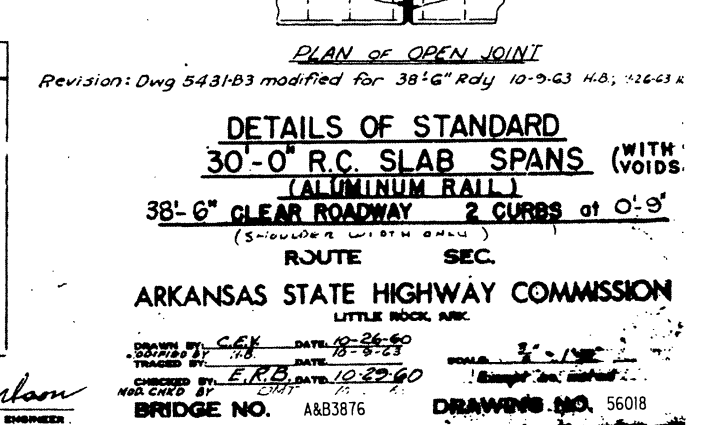 PLAN OF OPEN JOINT
Revision: Dwg 5431-B3 modified for 38'-6" Rdy 10-9-63 H.B.;
DETAILS OF STANDARD
30'-0" R.C. SLAB SPANS (WITH VOIDS
(ALUMINUM RAIL)
38'-6" CLEAR ROADWAY 2 CURBS at 0'-9"
(SHOULDER WIDTH ONLY)
ROUTE SEC.
ARKANSAS STATE HIGHWAY COMMISSION
LITTLE ROCK, ARK.
DRAWN BY: C.E.V. DATE: 10-26-60
MODIFIED BY H.B. 10-9-63
TRACED BY: DATE
CHECKED BY: E.R.B. DATE 10-29-60
MOD. CHK'D BY
ENGINEER
BRIDGE NO. A&B3876 DRAWING NO. 56018